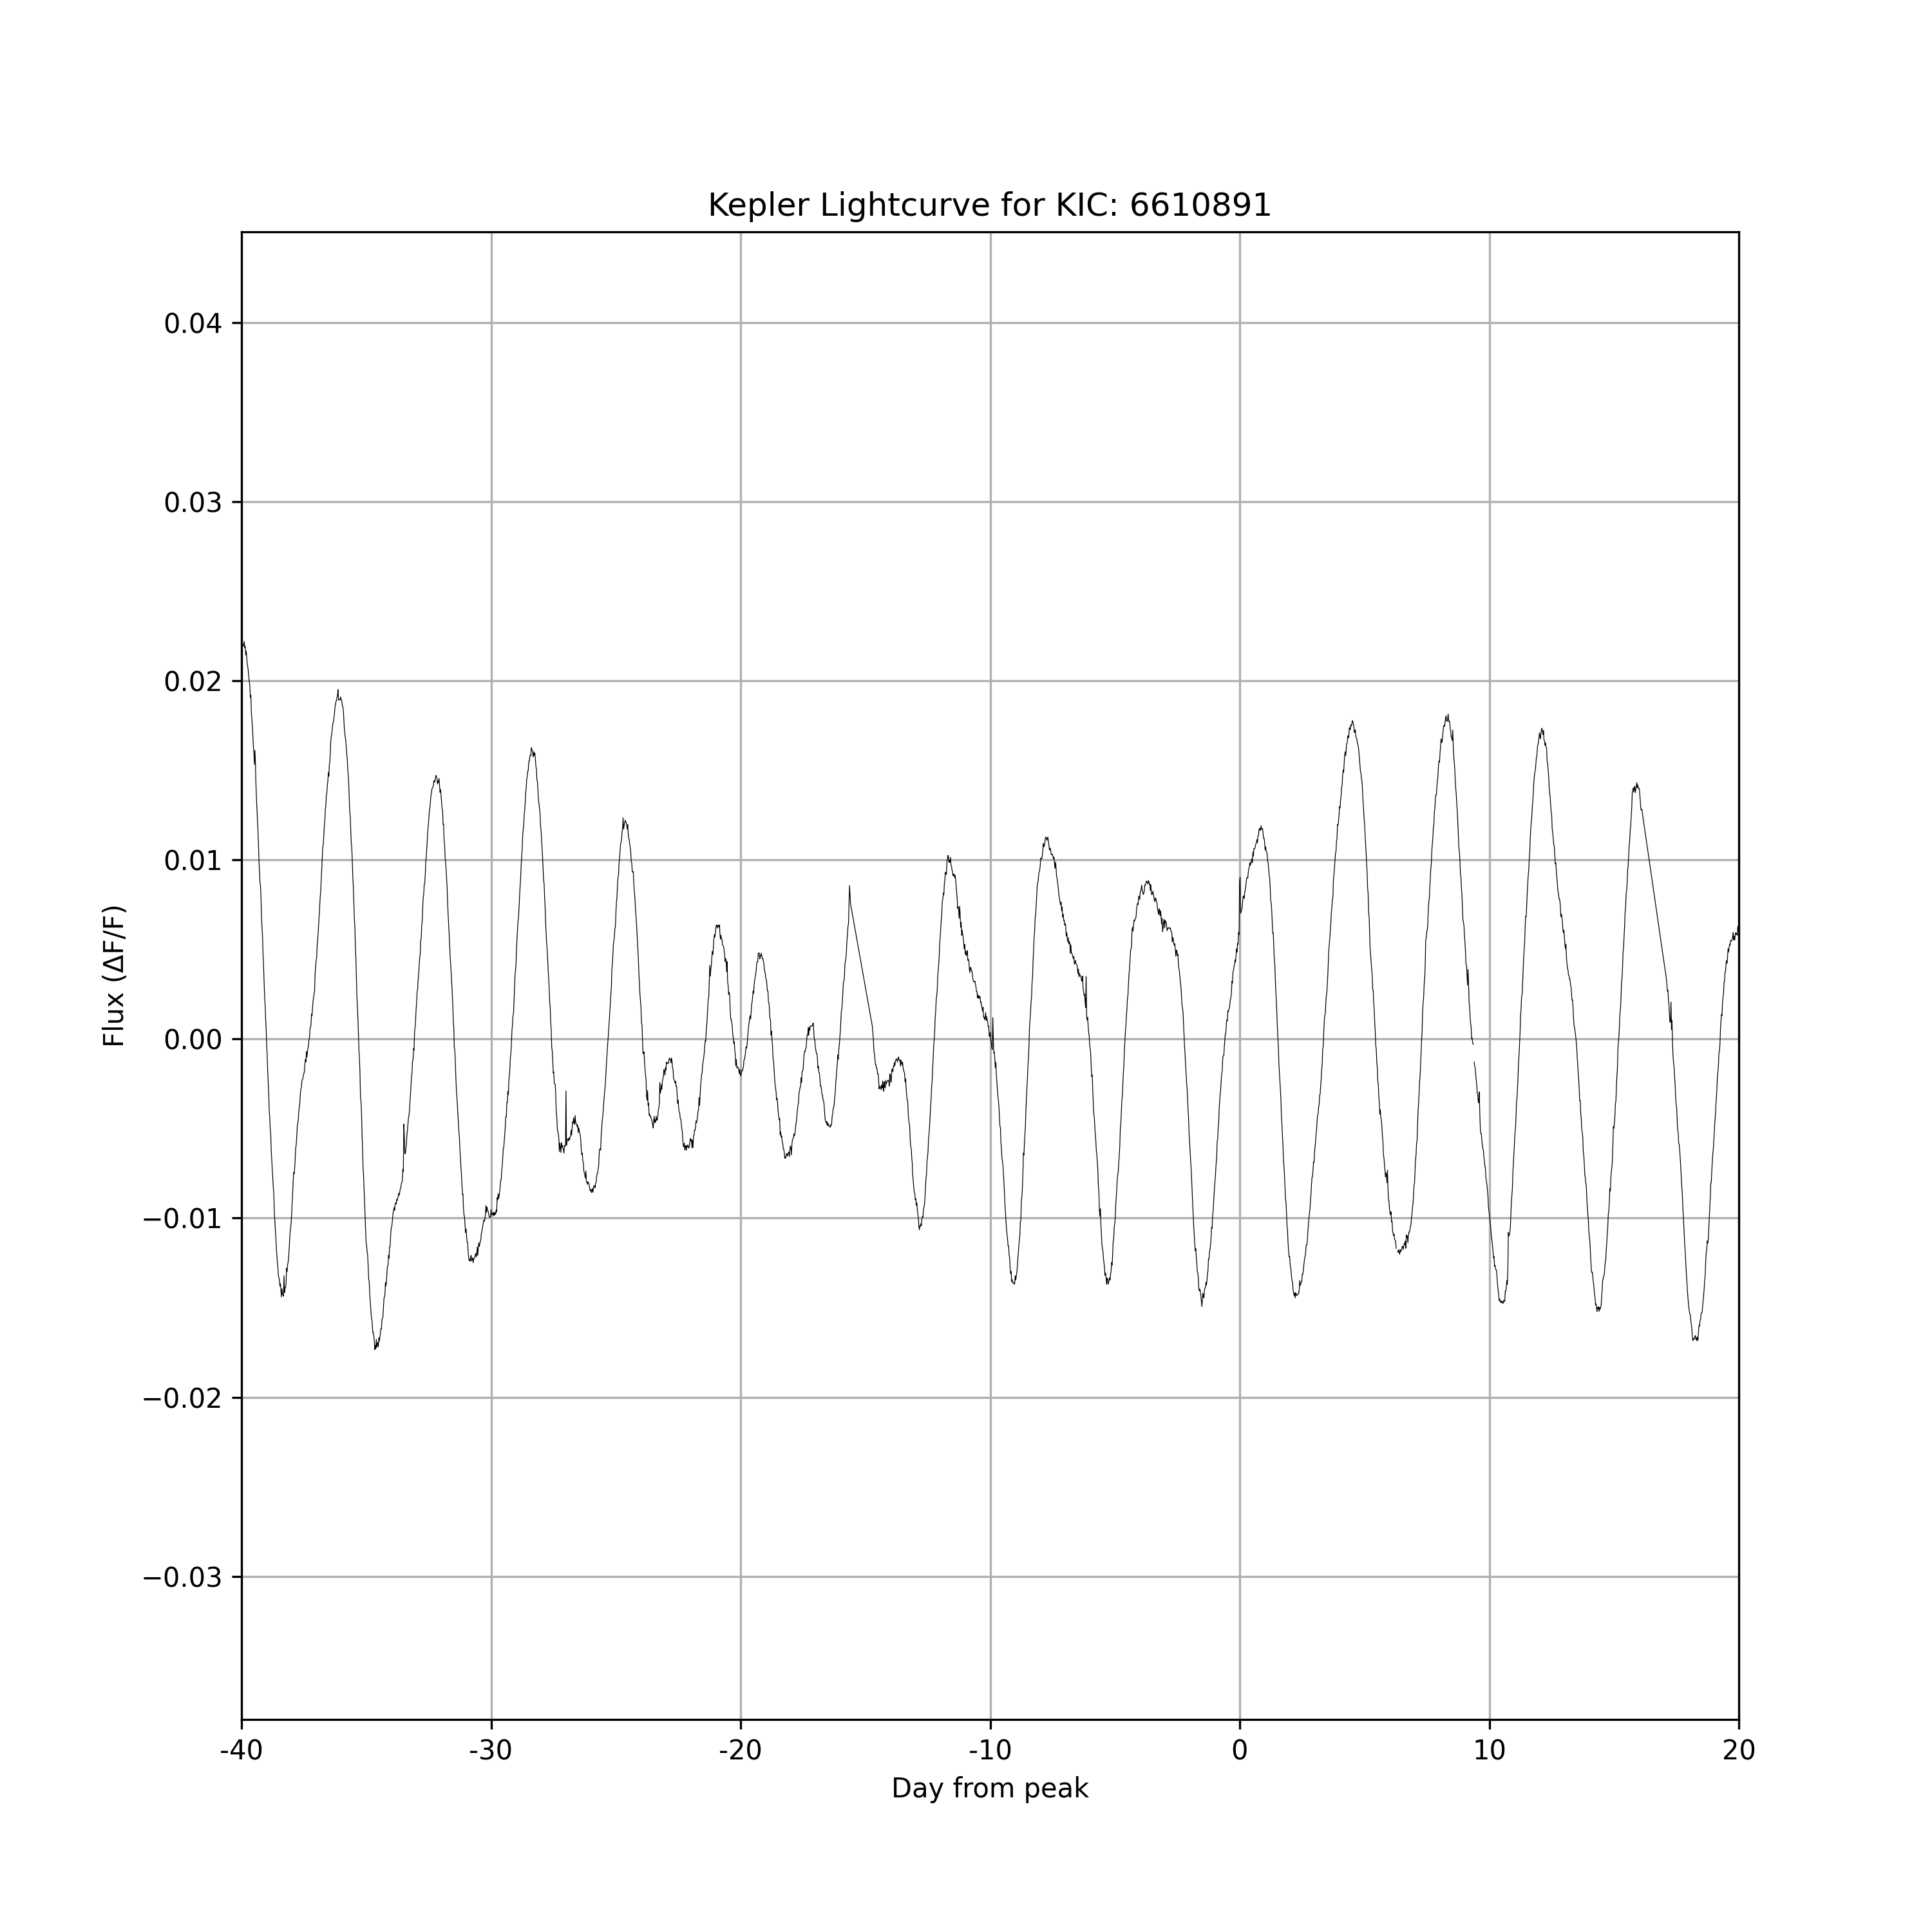 Kepler Lightcurve for KIC: 6610891
0.04
0.03
0.02
0.01
0.00
−0.01
−0.02
−0.03
Flux (ΔF/F)
-40 -30 -20 -10 0 10 20
Day from peak